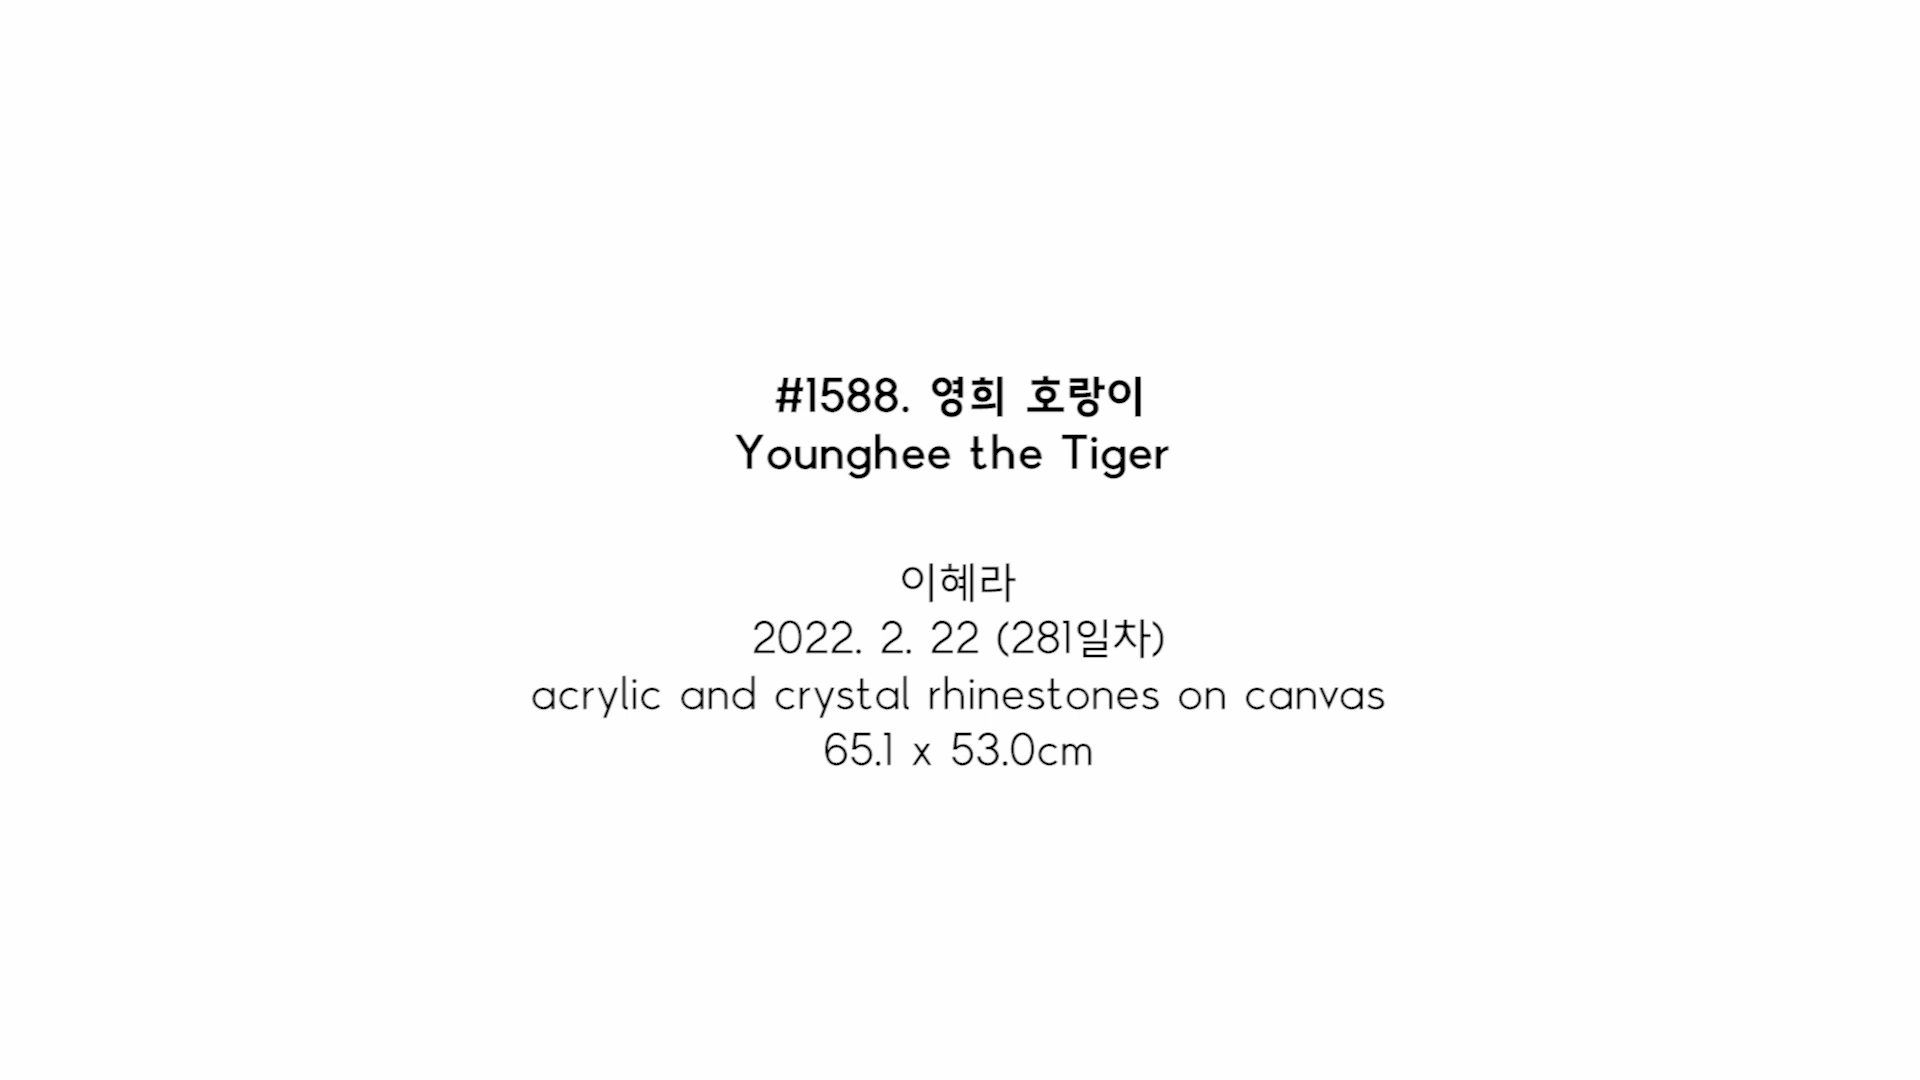 #1588. 영희 호랑이
Younghee the Tiger
이혜라
2022. 2. 22 (281일차)
acrylic and crystal rhinestones on canvas
65.1 x 53.0cm